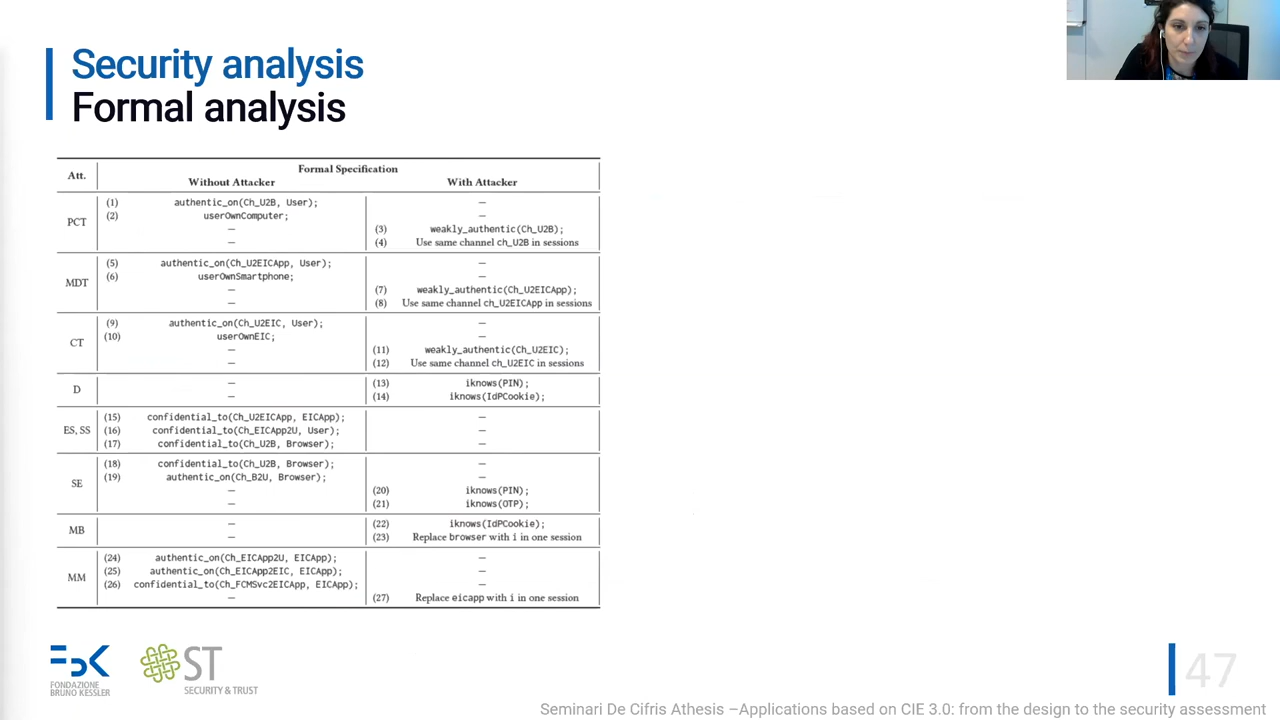 Security analysis
Formal analysis
Att. Formal Specification
Without Attacker With Attacker
PCT
(1) authentic_on(Ch_U2B, User); —
(2) userOwnComputer; —
— (3) weakly_authentic(Ch_U2B);
— (4) Use same channel ch_U2B in sessions
MDT
(5) authentic_on(Ch_U2EICApp, User); —
(6) userOwnSmartphone; —
— (7) weakly_authentic(Ch_U2EICApp);
— (8) Use same channel ch_U2EICApp in sessions
CT
(9) authentic_on(Ch_U2EIC, User); —
(10) userOwnEIC; —
— (11) weakly_authentic(Ch_U2EIC);
— (12) Use same channel ch_U2EIC in sessions
D
— (13) iknows(PIN);
— (14) iknows(IdPCookie);
ES, SS
(15) confidential_to(Ch_U2EICApp, EICApp); —
(16) confidential_to(Ch_EICApp2U, User); —
(17) confidential_to(Ch_U2B, Browser); —
SE
(18) confidential_to(Ch_U2B, Browser); —
(19) authentic_on(Ch_B2U, Browser); —
— (20) iknows(PIN);
— (21) iknows(OTP);
MB
— (22) iknows(IdPCookie);
— (23) Replace browser with i in one session
MM
(24) authentic_on(Ch_EICApp2U, EICApp); —
(25) authentic_on(Ch_EICApp2EIC, EICApp); —
(26) confidential_to(Ch_FCMSvc2EICApp, EICApp); —
— (27) Replace eicapp with i in one session
FBK
FONDAZIONE
BRUNO KESSLER
ST
SECURITY & TRUST
47
Seminari De Cifris Athesis –Applications based on CIE 3.0: from the design to the security assessment